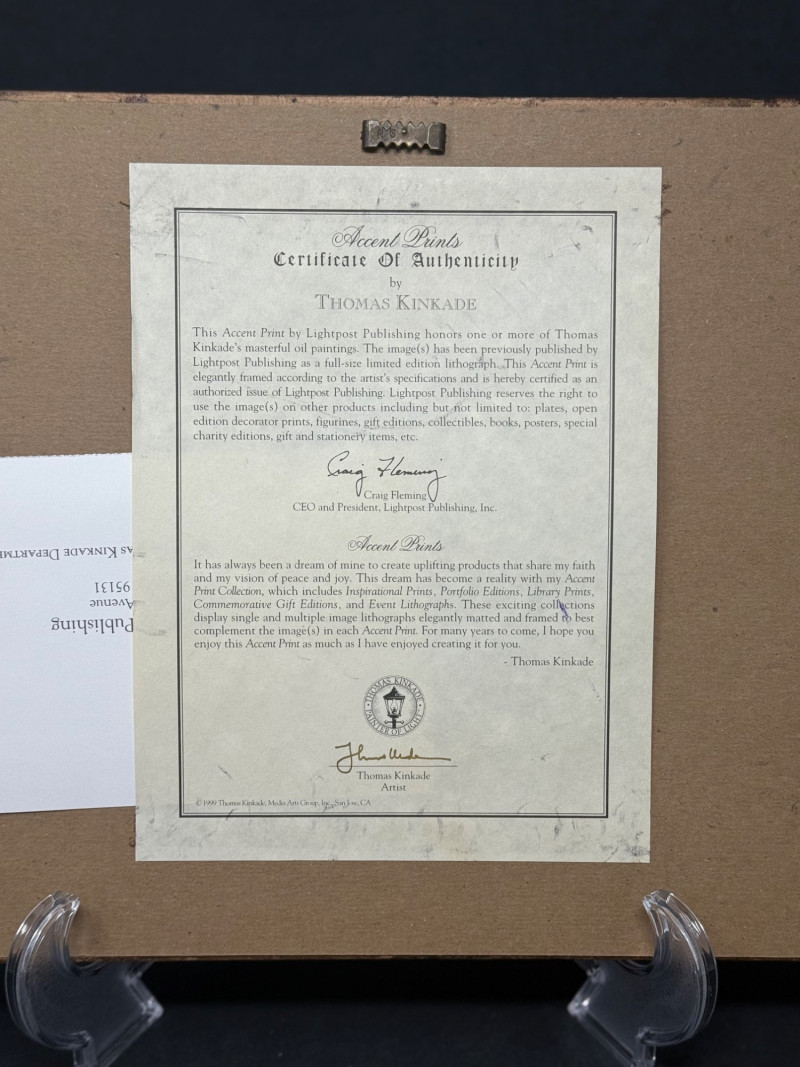 Accent Prints
Certificate Of Authenticity
by
THOMAS KINKADE
This Accent Print by Lightpost Publishing honors one or more of Thomas
Kinkade's masterful oil paintings. The image(s) has been previously published by
Lightpost Publishing as a full-size limited edition lithograph. This Accent Print is
elegantly framed according to the artist's specifications and is hereby certified as an
authorized issue of Lightpost Publishing. Lightpost Publishing reserves the right to
use the image(s) on other products including but not limited to: plates, open
edition decorator prints, figurines, gift editions, collectibles, books, posters, special
charity editions, gift and stationery items, etc.
Craig Fleming
Craig Fleming
CEO and President, Lightpost Publishing, Inc.
Accent Prints
It has always been a dream of mine to create uplifting products that share my faith
and my vision of peace and joy. This dream has become a reality with my Accent
Print Collection, which includes Inspirational Prints, Portfolio Editions, Library Prints,
Commemorative Gift Editions, and Event Lithographs. These exciting collections
display single and multiple image lithographs elegantly matted and framed to best
complement the image(s) in each Accent Print. For many years to come, I hope you
enjoy this Accent Print as much as I have enjoyed creating it for you.
- Thomas Kinkade
THOMAS KINKADE
PAINTER OF LIGHT
Thomas Kinkade
Artist
© 1999 Thomas Kinkade, Media Arts Group, Inc., San Jose, CA
Publishing
Avenue
95131
AS KINKADE DEPARTME